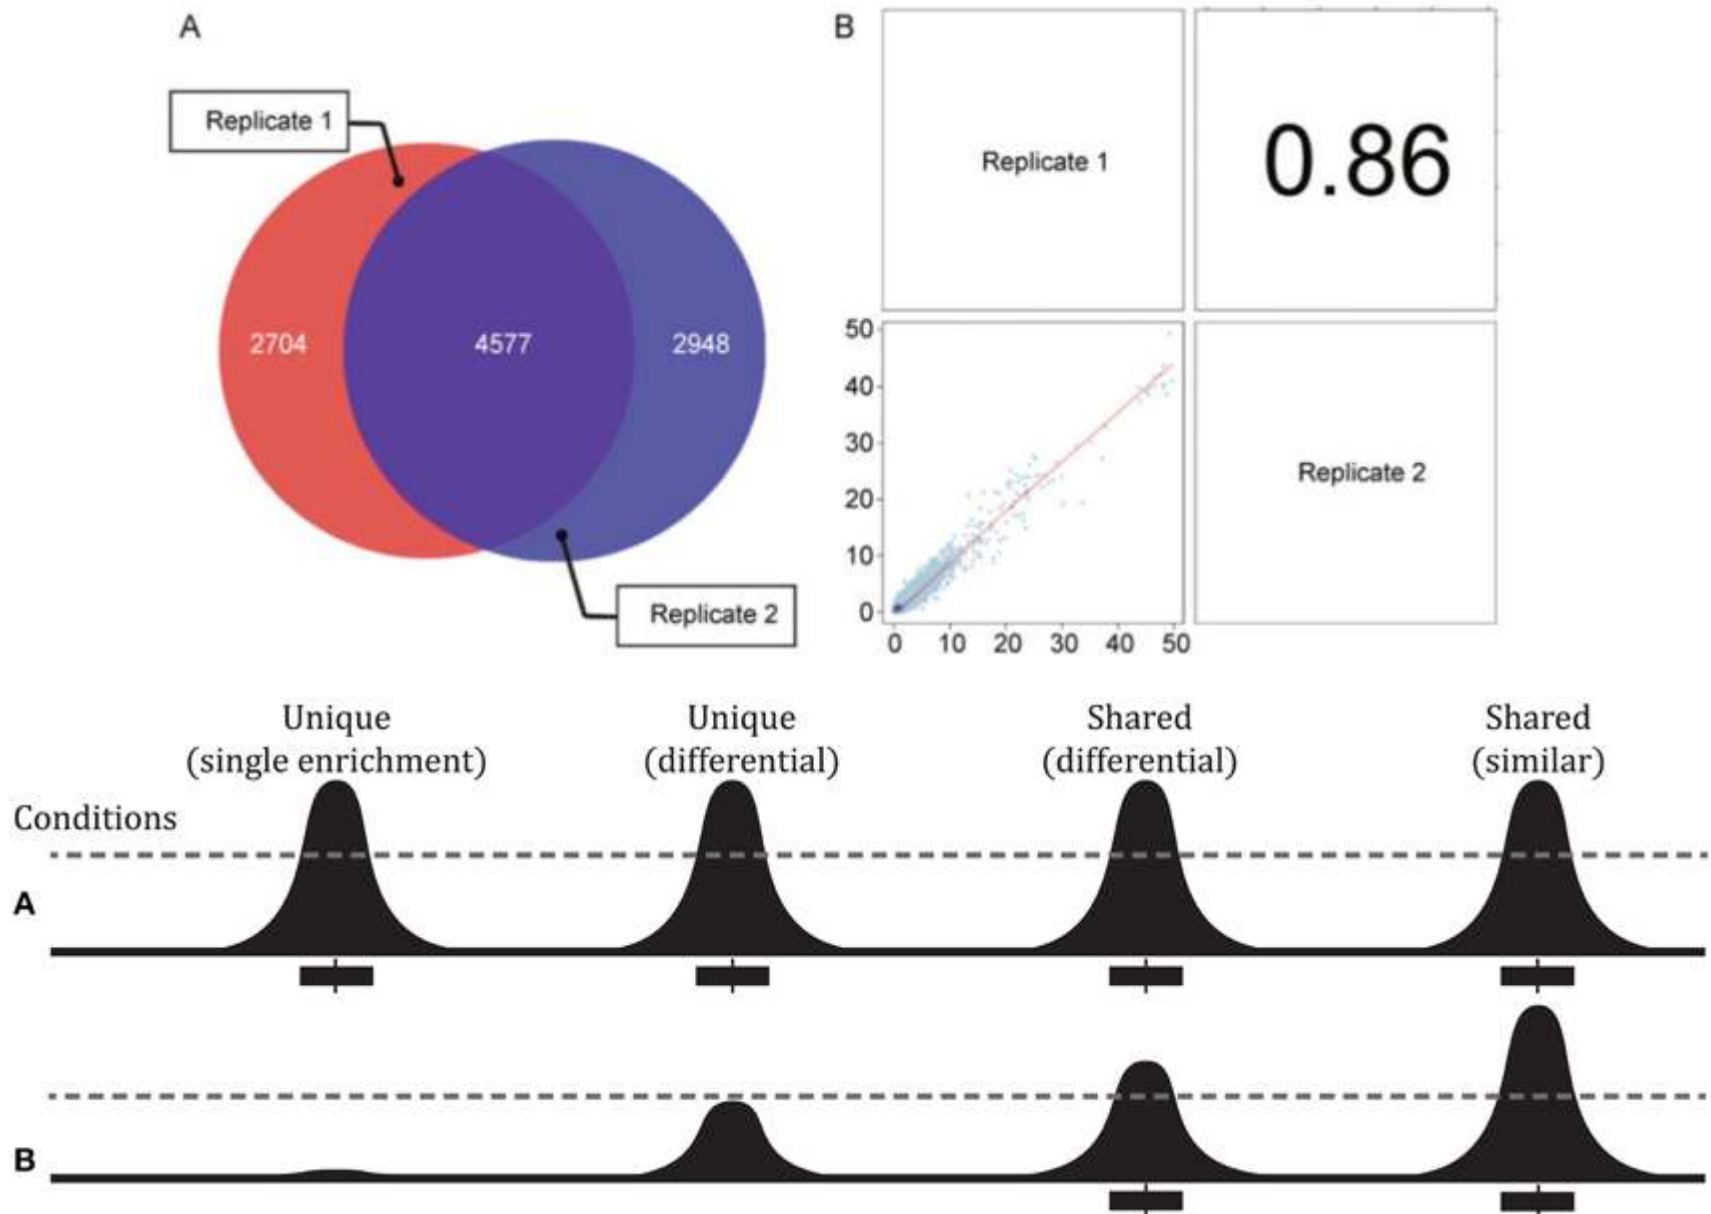 A
B
Replicate 1
Replicate 1
0.86
2704
4577
2948
50
40
30
20
10
0
0 10 20 30 40 50
Replicate 2
Replicate 2
Unique
(single enrichment)
Unique
(differential)
Shared
(differential)
Shared
(similar)
Conditions
A
B